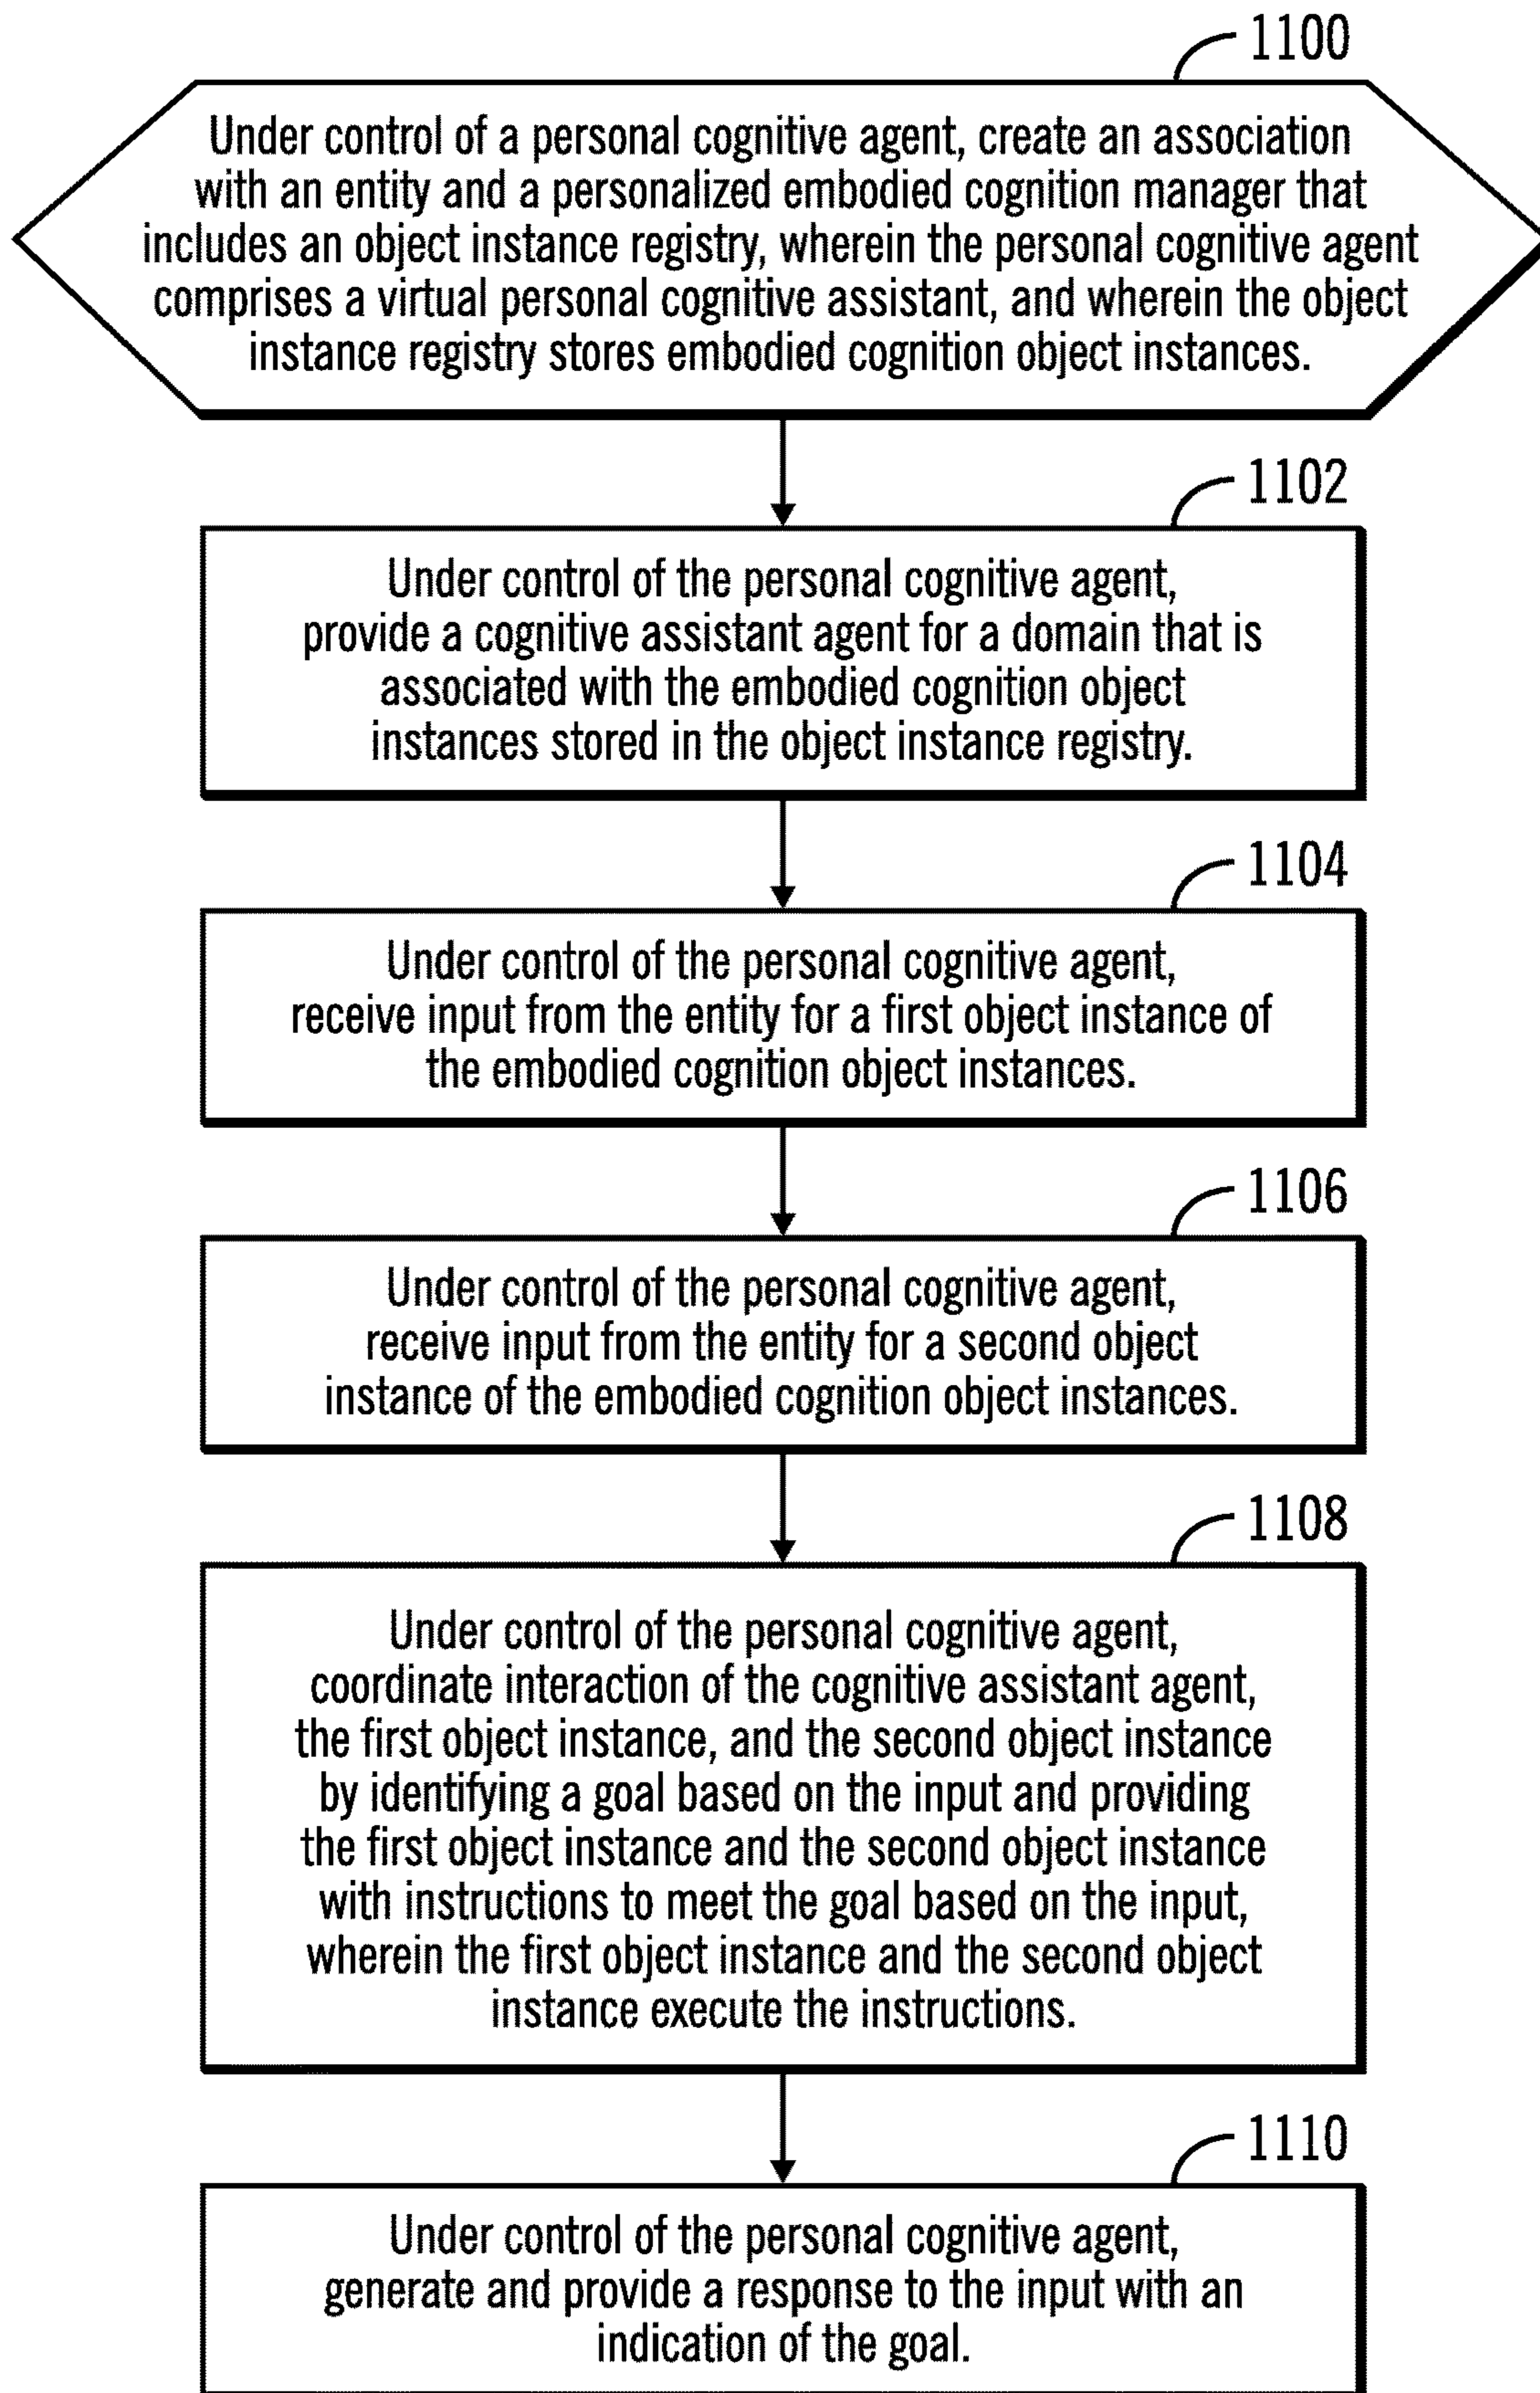 1100
Under control of a personal cognitive agent, create an association
with an entity and a personalized embodied cognition manager that
includes an object instance registry, wherein the personal cognitive agent
comprises a virtual personal cognitive assistant, and wherein the object
instance registry stores embodied cognition object instances.
1102
Under control of the personal cognitive agent,
provide a cognitive assistant agent for a domain that is
associated with the embodied cognition object
instances stored in the object instance registry.
1104
Under control of the personal cognitive agent,
receive input from the entity for a first object instance of
the embodied cognition object instances.
1106
Under control of the personal cognitive agent,
receive input from the entity for a second object
instance of the embodied cognition object instances.
1108
Under control of the personal cognitive agent,
coordinate interaction of the cognitive assistant agent,
the first object instance, and the second object instance
by identifying a goal based on the input and providing
the first object instance and the second object instance
with instructions to meet the goal based on the input,
wherein the first object instance and the second object
instance execute the instructions.
1110
Under control of the personal cognitive agent,
generate and provide a response to the input with an
indication of the goal.